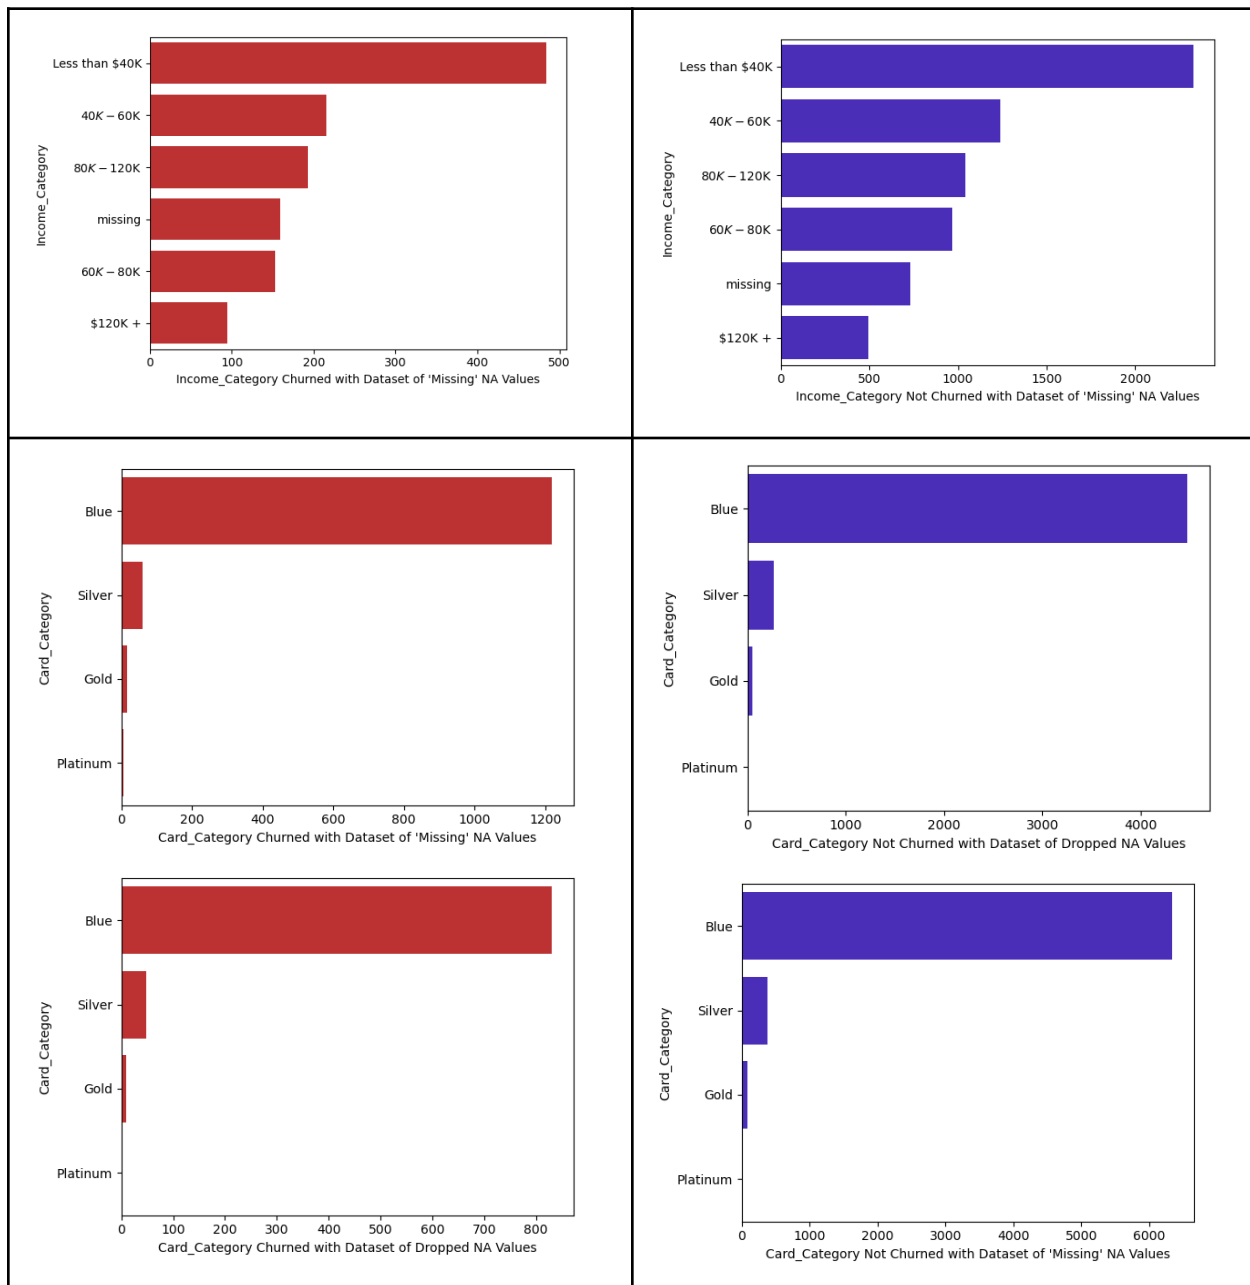 Income_Category
Less than $40K
40K − 60K
80K − 120K
missing
60K − 80K
$120K +
0 100 200 300 400 500
Income_Category Churned with Dataset of 'Missing' NA Values
Income_Category
Less than $40K
40K − 60K
80K − 120K
60K − 80K
missing
$120K +
0 500 1000 1500 2000
Income_Category Not Churned with Dataset of 'Missing' NA Values
Card_Category
Blue
Silver
Gold
Platinum
0 200 400 600 800 1000 1200
Card_Category Churned with Dataset of 'Missing' NA Values
Card_Category
Blue
Silver
Gold
Platinum
0 1000 2000 3000 4000
Card_Category Not Churned with Dataset of Dropped NA Values
Card_Category
Blue
Silver
Gold
Platinum
0 100 200 300 400 500 600 700 800
Card_Category Churned with Dataset of Dropped NA Values
Card_Category
Blue
Silver
Gold
Platinum
0 1000 2000 3000 4000 5000 6000
Card_Category Not Churned with Dataset of 'Missing' NA Values